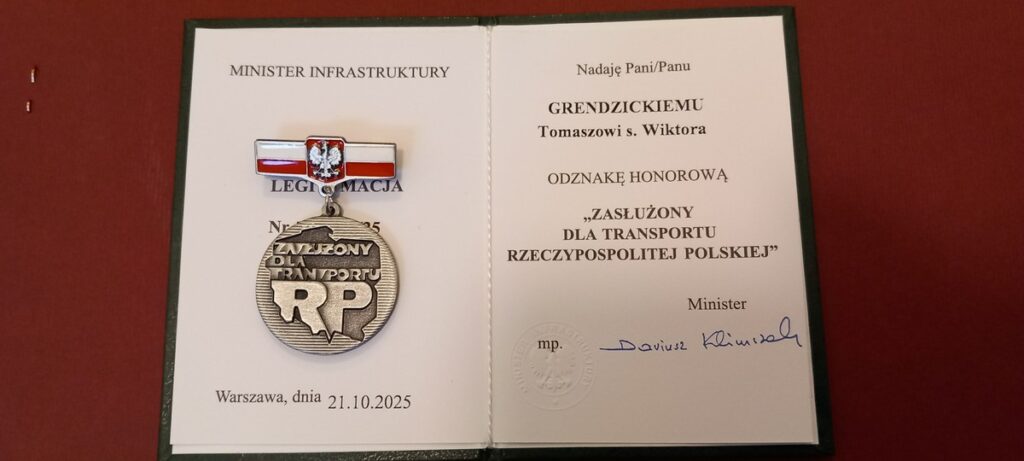 MINISTER INFRASTRUKTURY
ZASŁUŻONY
DLA
TRANSPORTU
RP
Warszawa, dnia 21.10.2025
Nadaję Pani/Panu
GRENDZICKIEMU
Tomaszowi s. Wiktora
ODZNAKĘ HONOROWĄ
„ZASŁUŻONY
DLA TRANSPORTU
RZECZYPOSPOLITEJ POLSKIEJ”
Minister
mp. Dariusz Klimczak